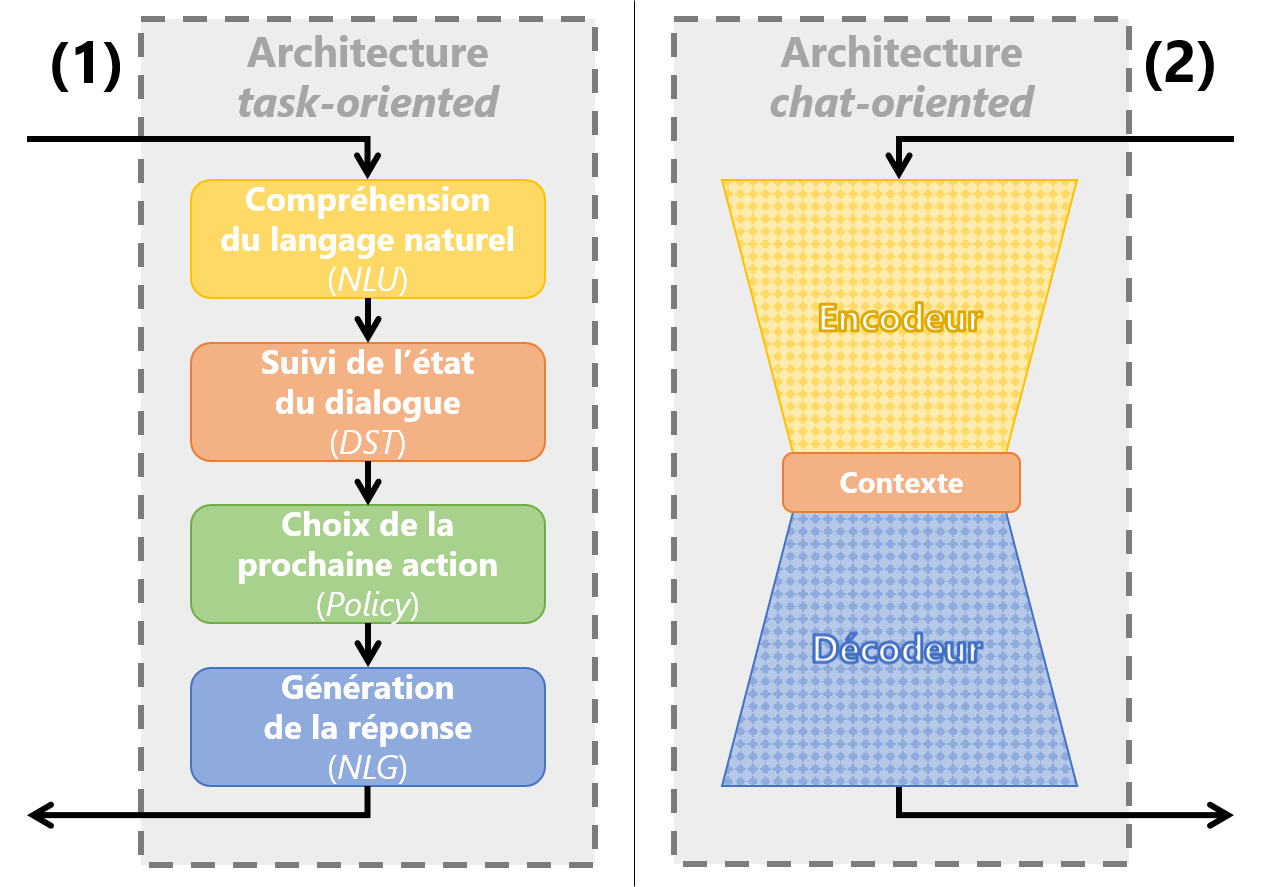 (1)
Architecture
task-oriented
Compréhension
du langage naturel
(NLU)
Suivi de l’état
du dialogue
(DST)
Choix de la
prochaine action
(Policy)
Génération
de la réponse
(NLG)
(2)
Architecture
chat-oriented
Encodeur
Contexte
Décodeur